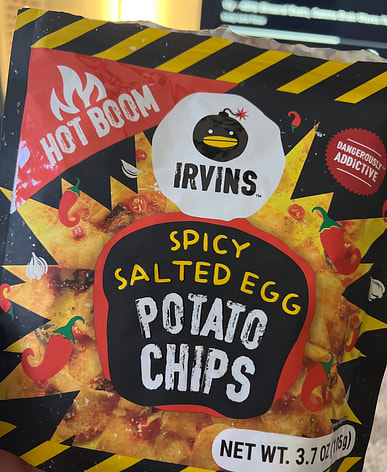 HOT BOOM
IRVINS
DANGEROUSLY
ADDICTIVE
SPICY
SALTED EGG
POTATO
CHIPS
NET WT. 3.7 OZ (105g)